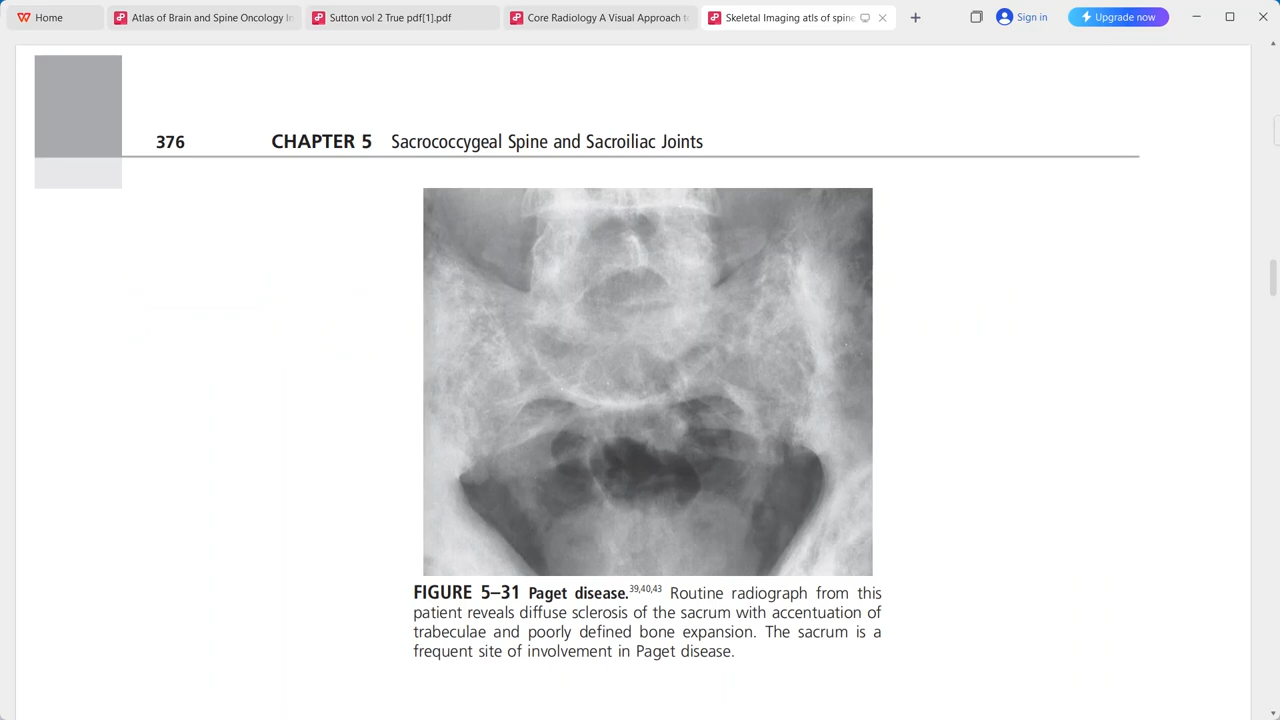 Home
Atlas of Brain and Spine Oncology
Sutton vol 2 True pdf[1].pdf
Core Radiology A Visual Approach
Skeletal Imaging atls of spine
Sign in
Upgrade now
376 CHAPTER 5 Sacrococcygeal Spine and Sacroiliac Joints
FIGURE 5–31 Paget disease.39,40,43 Routine radiograph from this
patient reveals diffuse sclerosis of the sacrum with accentuation of
trabeculae and poorly defined bone expansion. The sacrum is a
frequent site of involvement in Paget disease.